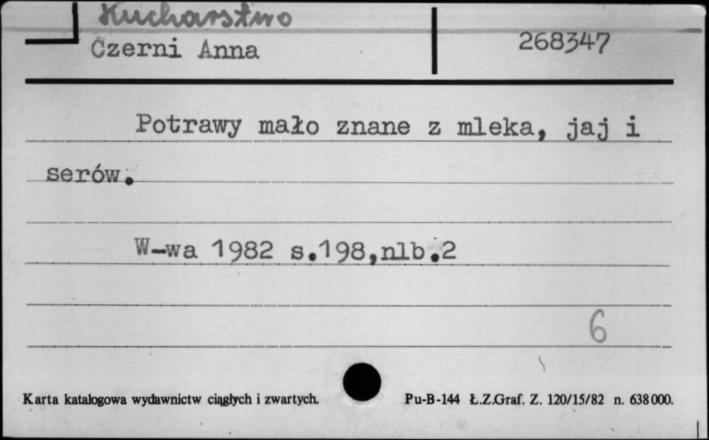 Kucharstwo
Czerni Anna 268347
Potrawy mało znane z mleka, jaj i
serów.
W-wa 1982 s.198,nlb.2
6
Karta katalogowa wydawnictw ciągłych i zwartych. Pu-B-144 Ł.Z.Graf. Z. 120/15/82 n. 638000.